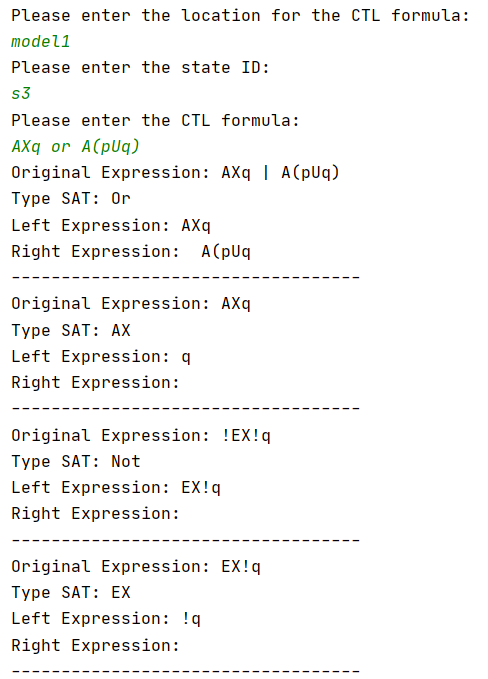 Please enter the location for the CTL formula:
model1
Please enter the state ID:
s3
Please enter the CTL formula:
AXq or A(pUq)
Original Expression: AXq | A(pUq)
Type SAT: Or
Left Expression: AXq
Right Expression:  A(pUq
-----------------------------------
Original Expression: AXq
Type SAT: AX
Left Expression: q
Right Expression:
-----------------------------------
Original Expression: !EX!q
Type SAT: Not
Left Expression: EX!q
Right Expression:
-----------------------------------
Original Expression: EX!q
Type SAT: EX
Left Expression: !q
Right Expression:
-----------------------------------